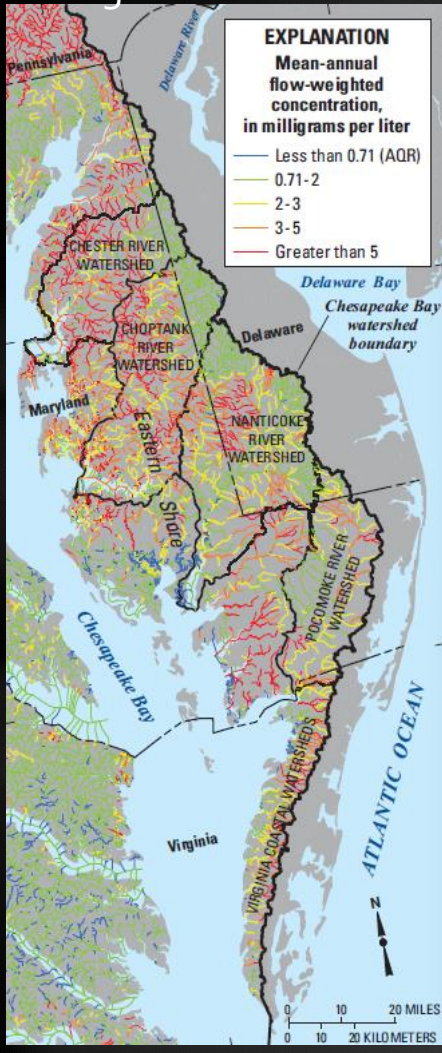 Pennsylvania
Delaware River
EXPLANATION
Mean-annual
flow-weighted
concentration,
in milligrams per liter
Less than 0.71 (AQR)
0.71-2
2-3
3-5
Greater than 5
CHESTER RIVER
WATERSHED
Delaware Bay
Chesapeake Bay
watershed
boundary
CHOPTANK
RIVER
WATERSHED
Delaware
Maryland
Eastern
Shore
NANTICOKE
RIVER
WATERSHED
POCOMOKE RIVER
WATERSHED
Chesapeake
Bay
ATLANTIC OCEAN
VIRGINIA COASTAL WATERSHEDS
Virginia
N
0 10 20 MILES
0 10 20 KILOMETERS